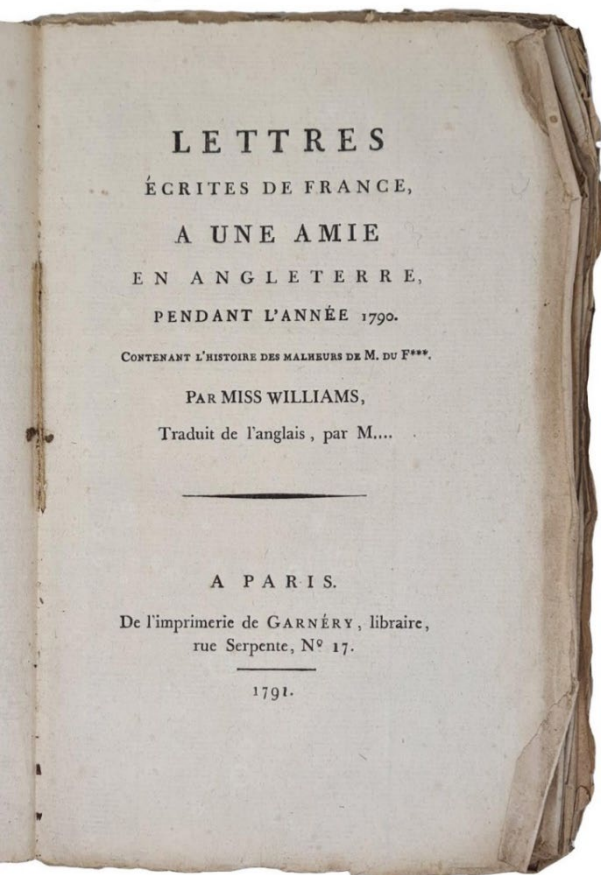 LETTRES
ÉCRITES DE FRANCE,
A UNE AMIE
EN ANGLETERRE,
PENDANT L'ANNÉE 1790.
CONTENANT L'HISTOIRE DES MALHEURS DE M. DU F***.
PAR MISS WILLIAMS,
Traduit de l'anglais, par M....
A PARIS.
De l'imprimerie de GARNÉRY, libraire,
rue Serpente, Nº 17.
1791.